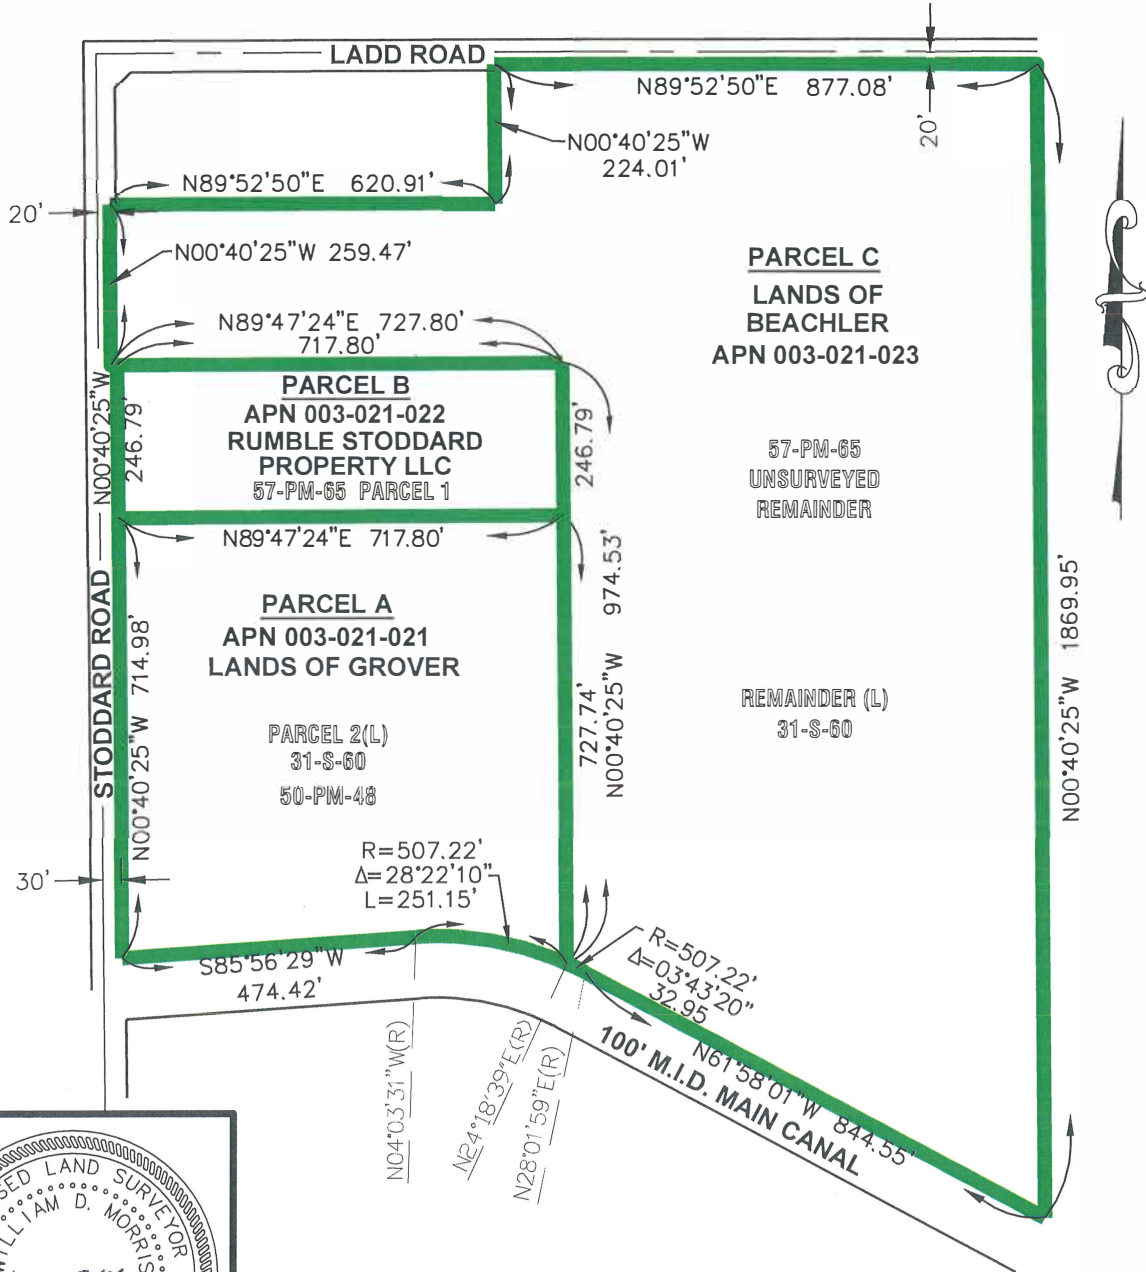 LADD ROAD
N89°52'50"E 877.08'
20'
N00°40'25"W
224.01'
N89°52'50"E 620.91'
20'
N00°40'25"W 259.47'
N89°47'24"E 727.80'
717.80'
PARCEL C
LANDS OF
BEACHLER
APN 003-021-023
PARCEL B
APN 003-021-022
RUMBLE STODDARD
PROPERTY LLC
57-PM-65 PARCEL 1
N00°40'25"W
246.79'
246.79'
57-PM-65
UNSURVEYED
REMAINDER
N89°47'24"E 717.80'
STODDARD ROAD
PARCEL A
APN 003-021-021
LANDS OF GROVER
N00°40'25"W 714.98'
727.74'
N00°40'25"W 974.53'
N00°40'25"W 1869.95'
PARCEL 2(L)
31-S-60
50-PM-48
REMAINDER (L)
31-S-60
30'
R=507.22'
Δ=28°22'10"
L=251.15'
S85°56'29"W
474.42'
R=507.22'
Δ=03°43'20"
32.95
N04°03'31"W(R)
N24°18'39"E(R)
N28°01'59"E(R)
N61°58'01"W 844.55'
100' M.I.D. MAIN CANAL
SED LAND SURVEYOR
WILLIAM D. MORRIS